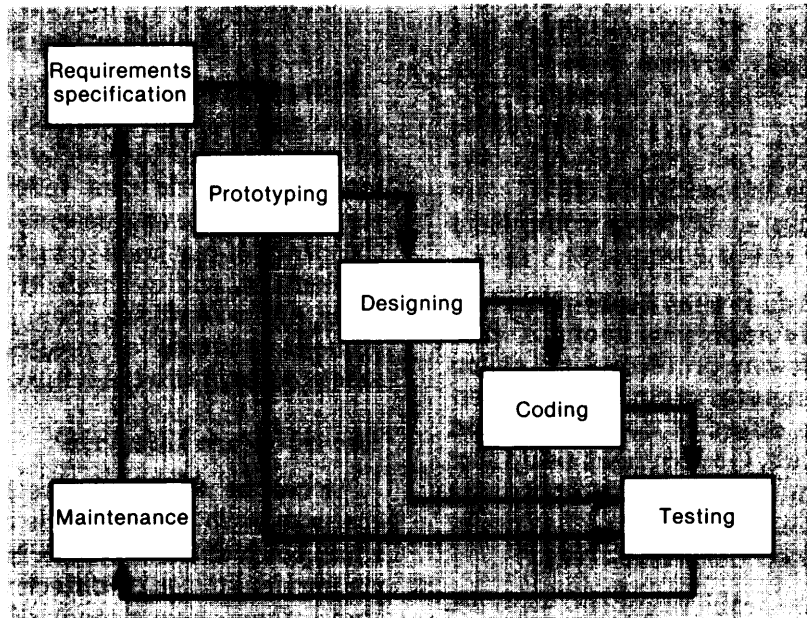 Requirements
specification
Prototyping
Designing
Coding
Testing
Maintenance